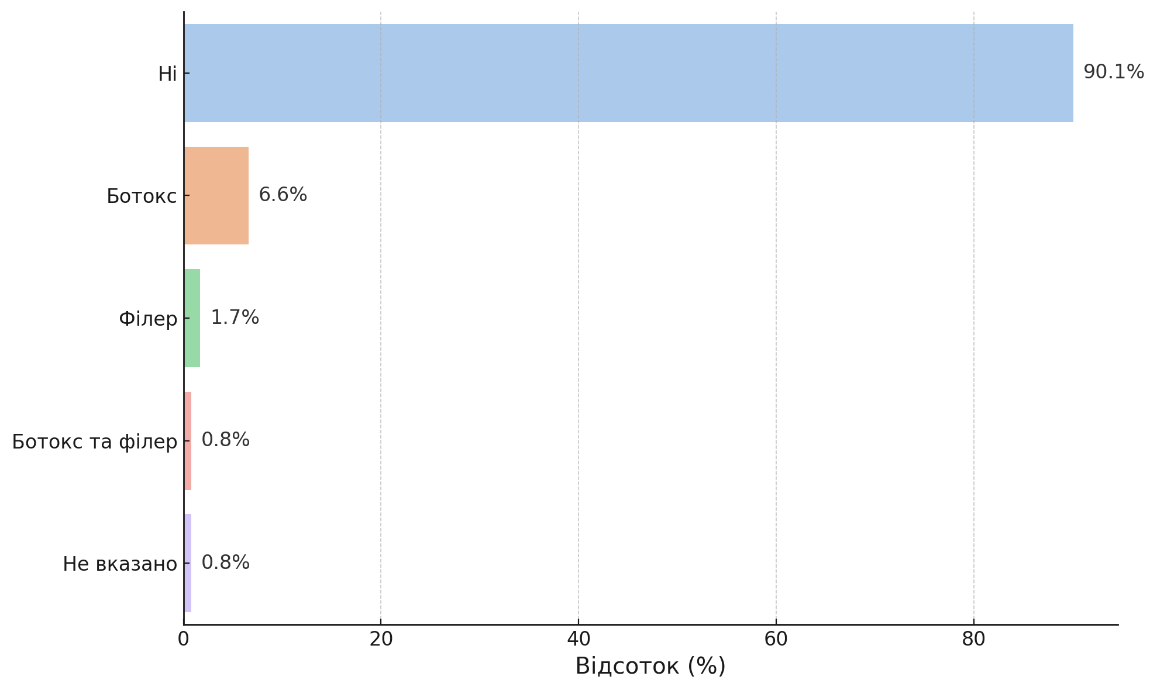 Ні
90.1%
Ботокс
6.6%
Філер
1.7%
Ботокс та філер
0.8%
Не вказано
0.8%
0 20 40 60 80
Відсоток (%)